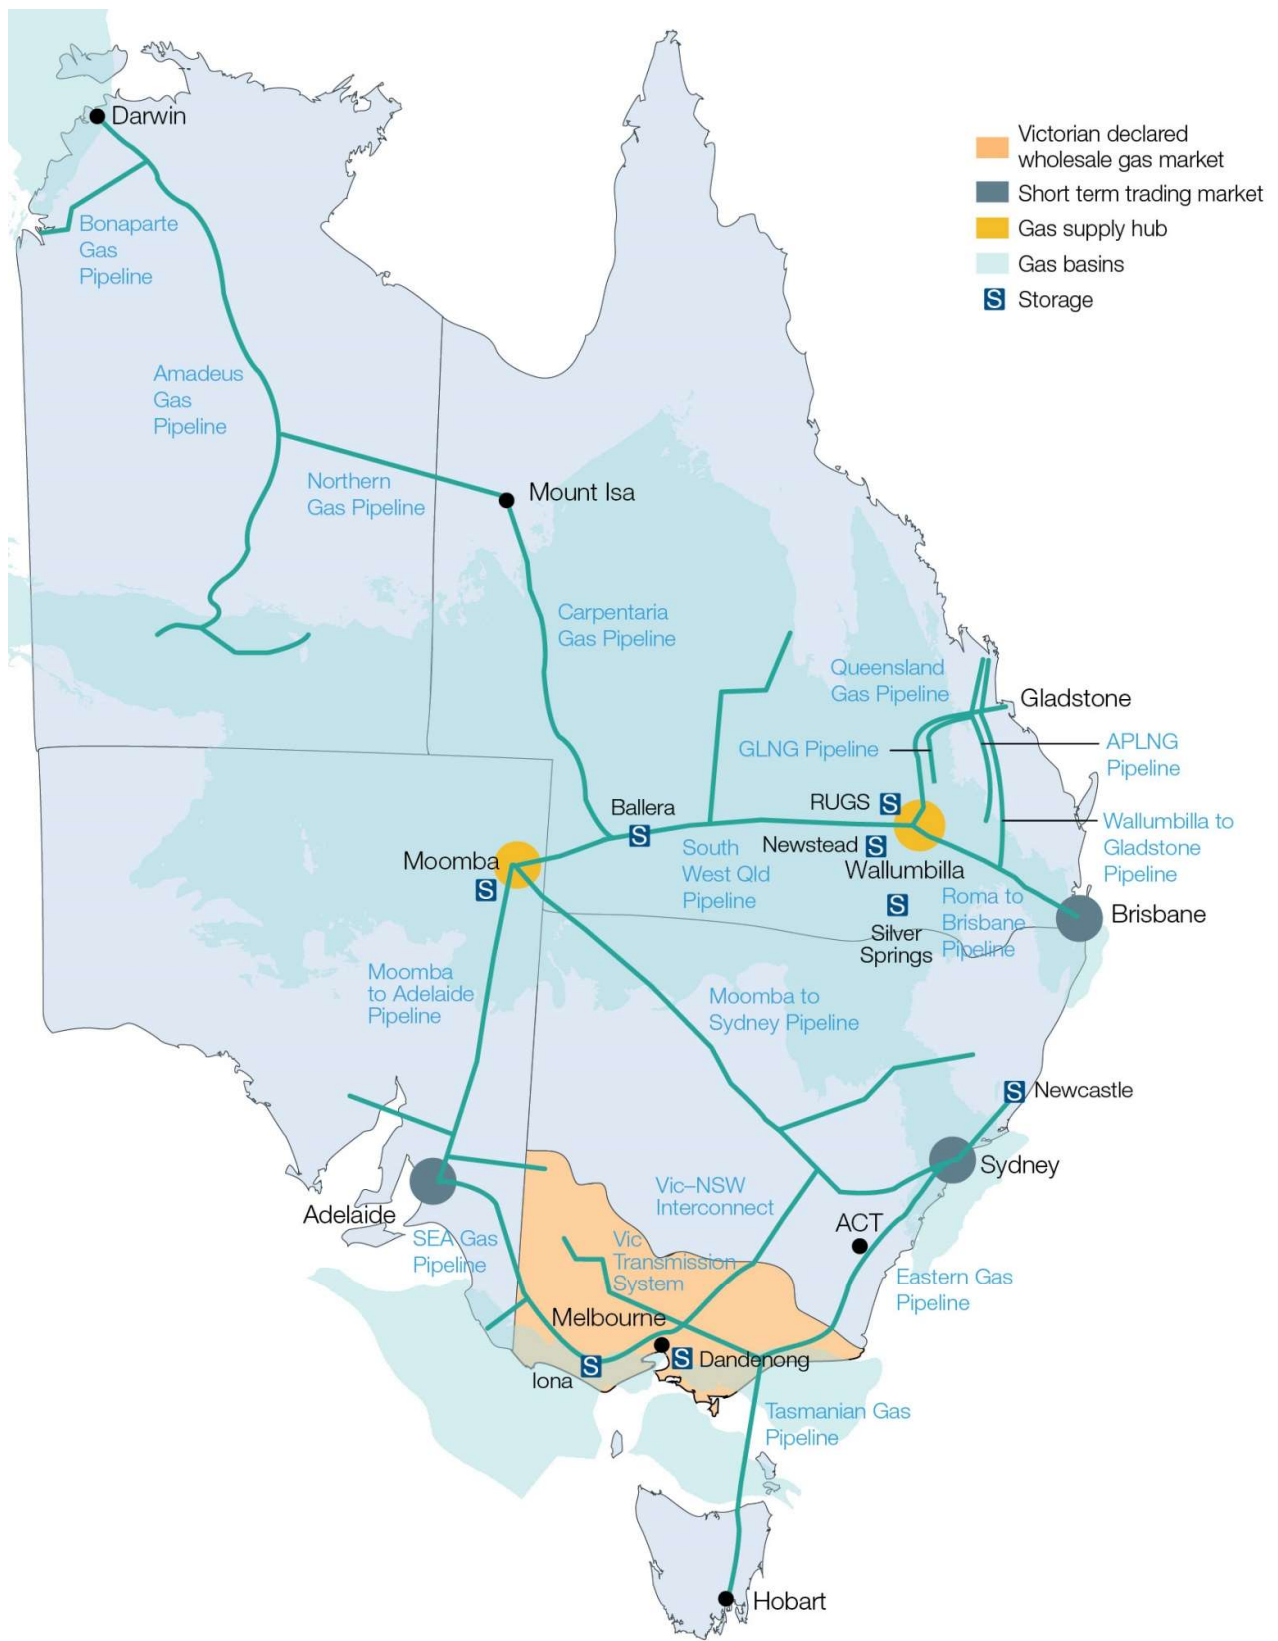 Darwin
Victorian declared
wholesale gas market
Short term trading market
Gas supply hub
Gas basins
S Storage
Bonaparte
Gas
Pipeline
Amadeus
Gas
Pipeline
Northern
Gas Pipeline
Mount Isa
Carpentaria
Gas Pipeline
Queensland
Gas Pipeline
Gladstone
GLNG Pipeline
APLNG
Pipeline
RUGS S
Ballera
S
Wallumbilla to
Gladstone
Pipeline
Newstead S
Wallumbilla
South
West Qld
Pipeline
Moomba
S
S
Silver
Springs
Roma to
Brisbane
Pipeline
Brisbane
Moomba
to Adelaide
Pipeline
Moomba to
Sydney Pipeline
S Newcastle
Sydney
Adelaide
Vic–NSW
Interconnect
ACT
SEA Gas
Pipeline
Vic
Transmission
System
Eastern Gas
Pipeline
Melbourne
S Dandenong
S
Iona
Tasmanian Gas
Pipeline
Hobart